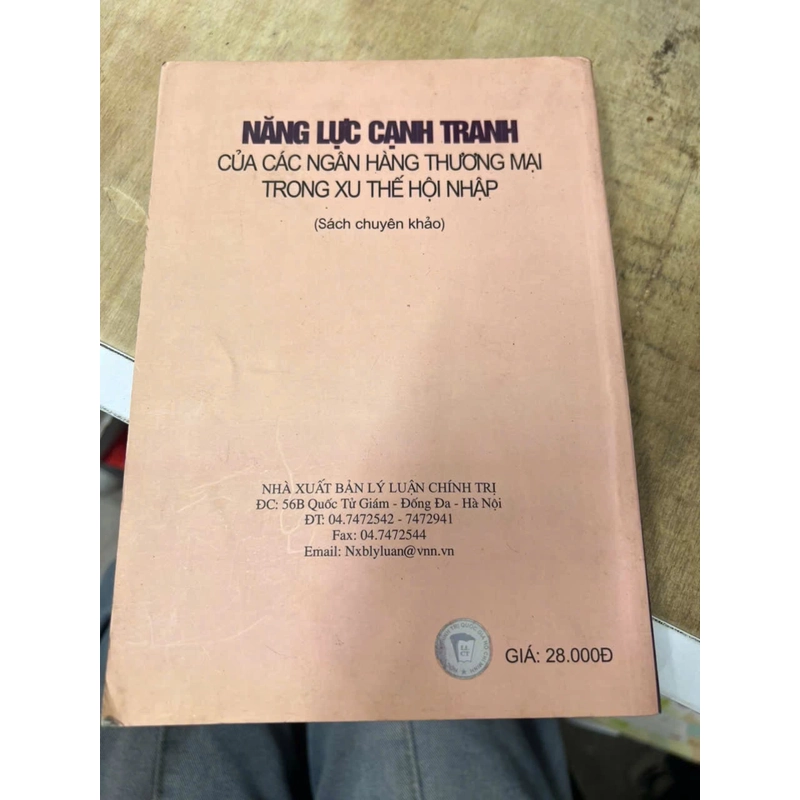 NĂNG LỰC CẠNH TRANH
CỦA CÁC NGÂN HÀNG THƯƠNG MẠI
TRONG XU THẾ HỘI NHẬP
(Sách chuyên khảo)
NHÀ XUẤT BẢN LÝ LUẬN CHÍNH TRỊ
ĐC: 56B Quốc Tử Giám - Đống Đa - Hà Nội
ĐT: 04.7472542 - 7472941
Fax: 04.7472544
Email: Nxblyluan@vnn.vn
GIÁ: 28.000Đ